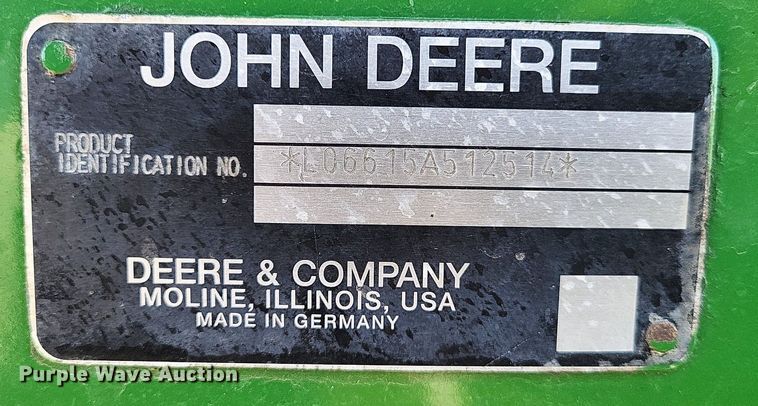 JOHN DEERE
PRODUCT
IDENTIFICATION NO.
*L06615A512514*
DEERE & COMPANY
MOLINE, ILLINOIS, USA
MADE IN GERMANY
Purple Wave Auction